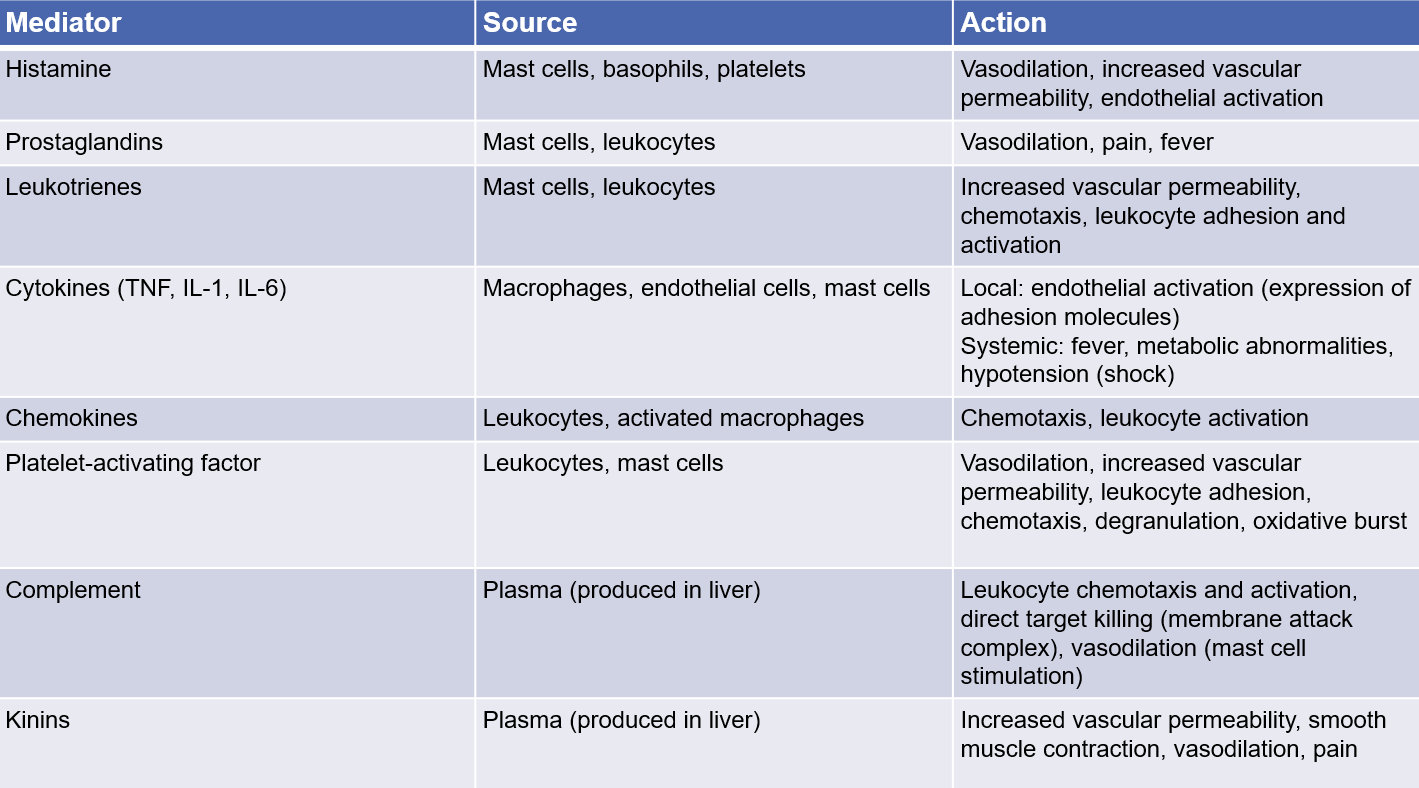 Mediator Source Action
Histamine Mast cells, basophils, platelets Vasodilation, increased vascular
permeability, endothelial activation
Prostaglandins Mast cells, leukocytes Vasodilation, pain, fever
Leukotrienes Mast cells, leukocytes Increased vascular permeability,
chemotaxis, leukocyte adhesion and
activation
Cytokines (TNF, IL-1, IL-6) Macrophages, endothelial cells, mast cells Local: endothelial activation (expression of
adhesion molecules)
Systemic: fever, metabolic abnormalities,
hypotension (shock)
Chemokines Leukocytes, activated macrophages Chemotaxis, leukocyte activation
Platelet-activating factor Leukocytes, mast cells Vasodilation, increased vascular
permeability, leukocyte adhesion,
chemotaxis, degranulation, oxidative burst
Complement Plasma (produced in liver) Leukocyte chemotaxis and activation,
direct target killing (membrane attack
complex), vasodilation (mast cell
stimulation)
Kinins Plasma (produced in liver) Increased vascular permeability, smooth
muscle contraction, vasodilation, pain